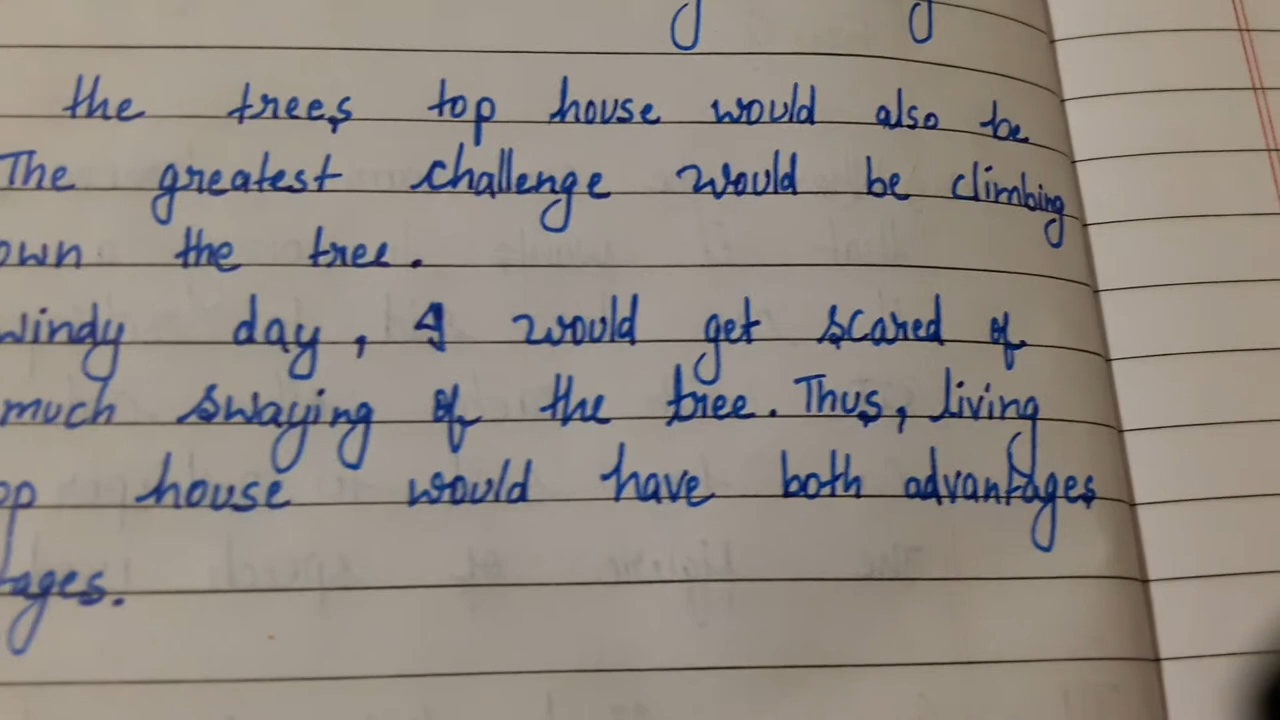 the trees top house would also be
The greatest challenge would be climbing
own the tree.
windy day, I would get scared of
much swaying of the tree. Thus, living
op house would have both advantages
tages.